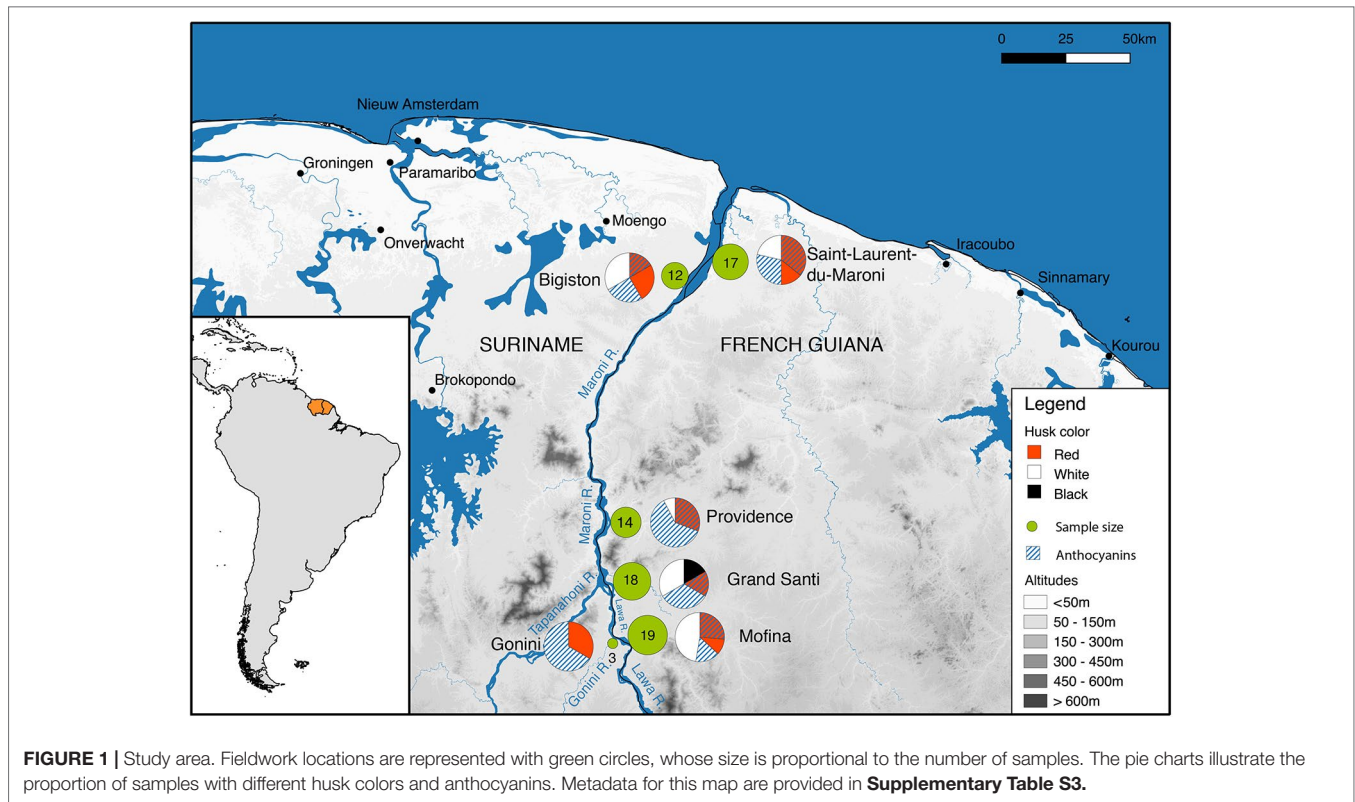 0 25 50km
Nieuw Amsterdam
Groningen
Paramaribo
Moengo
Onverwacht
Iracoubo
Sinnamary
Kourou
Bigiston
12
17
Saint-Laurent-
du-Maroni
SURINAME
FRENCH GUIANA
Maroni R.
Brokopondo
Maroni R.
14
Providence
18
Grand Santi
Tapanahoni R.
Lawa R.
Gonini
3
19
Mofina
Gonini R.
Lawa R.
Legend
Husk color
Red
White
Black
Sample size
Anthocyanins
Altitudes
<50m
50 - 150m
150 - 300m
300 - 450m
450 - 600m
> 600m
FIGURE 1 | Study area. Fieldwork locations are represented with green circles, whose size is proportional to the number of samples. The pie charts illustrate the
proportion of samples with different husk colors and anthocyanins. Metadata for this map are provided in Supplementary Table S3.